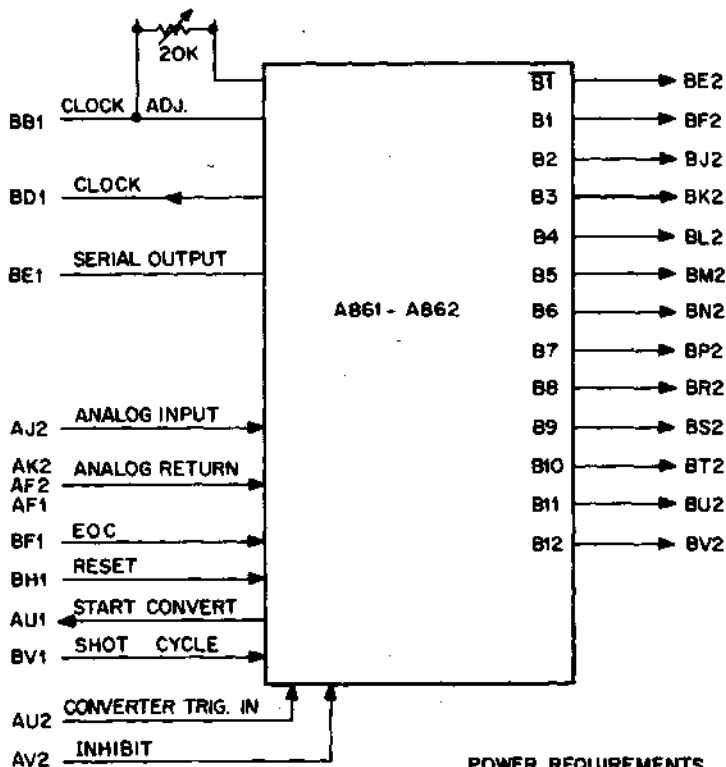 20K
BB1 CLOCK ADJ.
BD1 CLOCK
BE1 SERIAL OUTPUT
A861 - A862
AJ2 ANALOG INPUT
AK2
AF2 ANALOG RETURN
AF1
BF1 EOC
BH1 RESET
AU1 START CONVERT
BV1 SHOT CYCLE
AU2 CONVERTER TRIG. IN
AV2 INHIBIT
B1 BE2
B1 BF2
B2 BJ2
B3 BK2
B4 BL2
B5 BM2
B6 BN2
B7 BP2
B8 BR2
B9 BS2
B10 BT2
B11 BU2
B12 BV2
POWER REQUIREMENTS